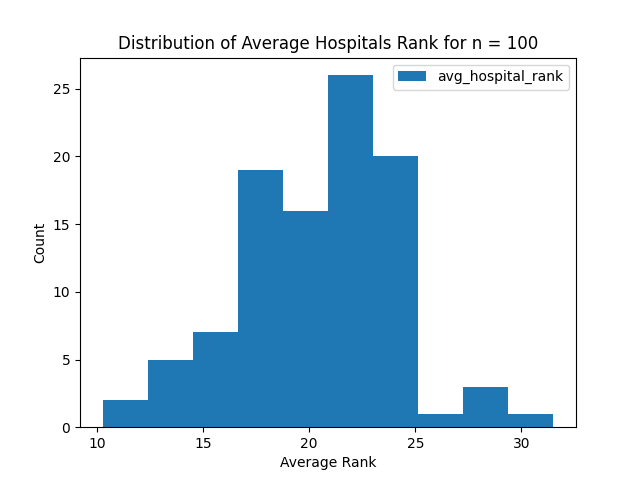 Distribution of Average Hospitals Rank for n = 100
avg_hospital_rank
25
20
15
10
5
0
Count
10 15 20 25 30
Average Rank